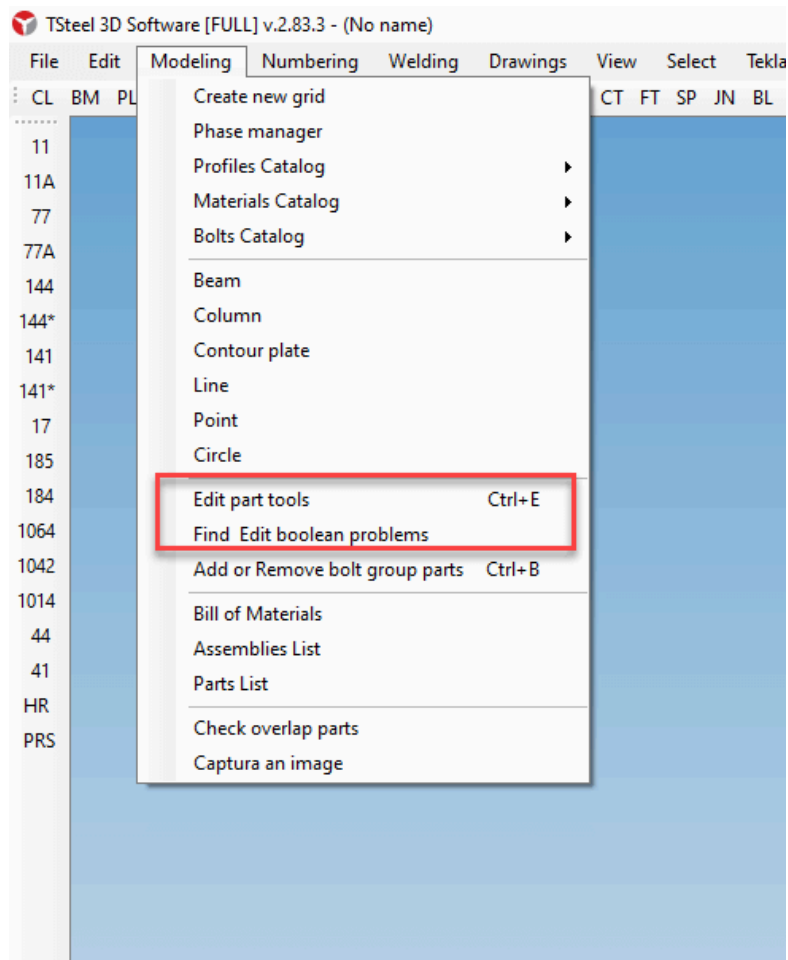 TSteel 3D Software [FULL] v.2.83.3 - (No name)
File Edit Modeling Numbering Welding Drawings View Select Tekla
CL BM PL CT FT SP JN BL
11
11A
77
77A
144
144*
141
141*
17
185
184
1064
1042
1014
44
41
HR
PRS
Create new grid
Phase manager
Profiles Catalog
Materials Catalog
Bolts Catalog
Beam
Column
Contour plate
Line
Point
Circle
Edit part tools Ctrl+E
Find Edit boolean problems
Add or Remove bolt group parts Ctrl+B
Bill of Materials
Assemblies List
Parts List
Check overlap parts
Captura an image